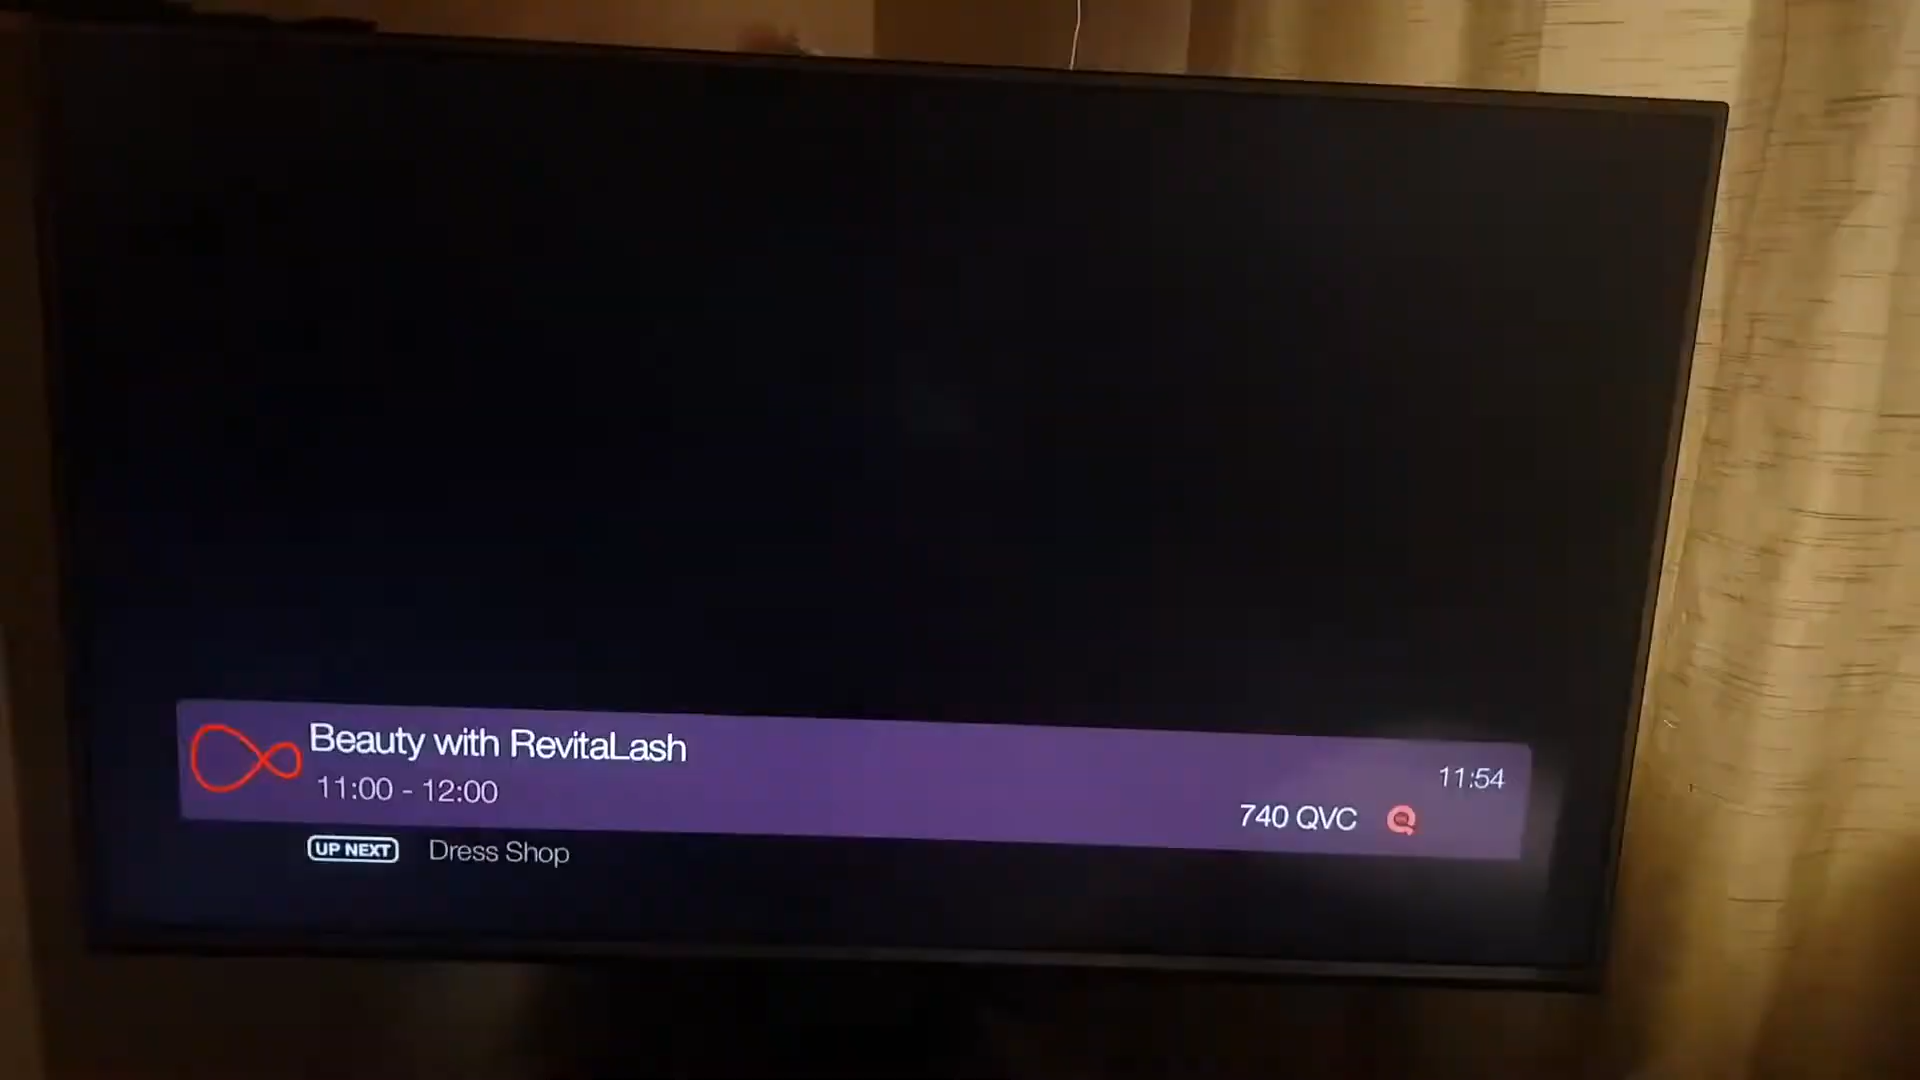 Beauty with RevitaLash
11:00 - 12:00
11:54
740 QVC
UP NEXT Dress Shop